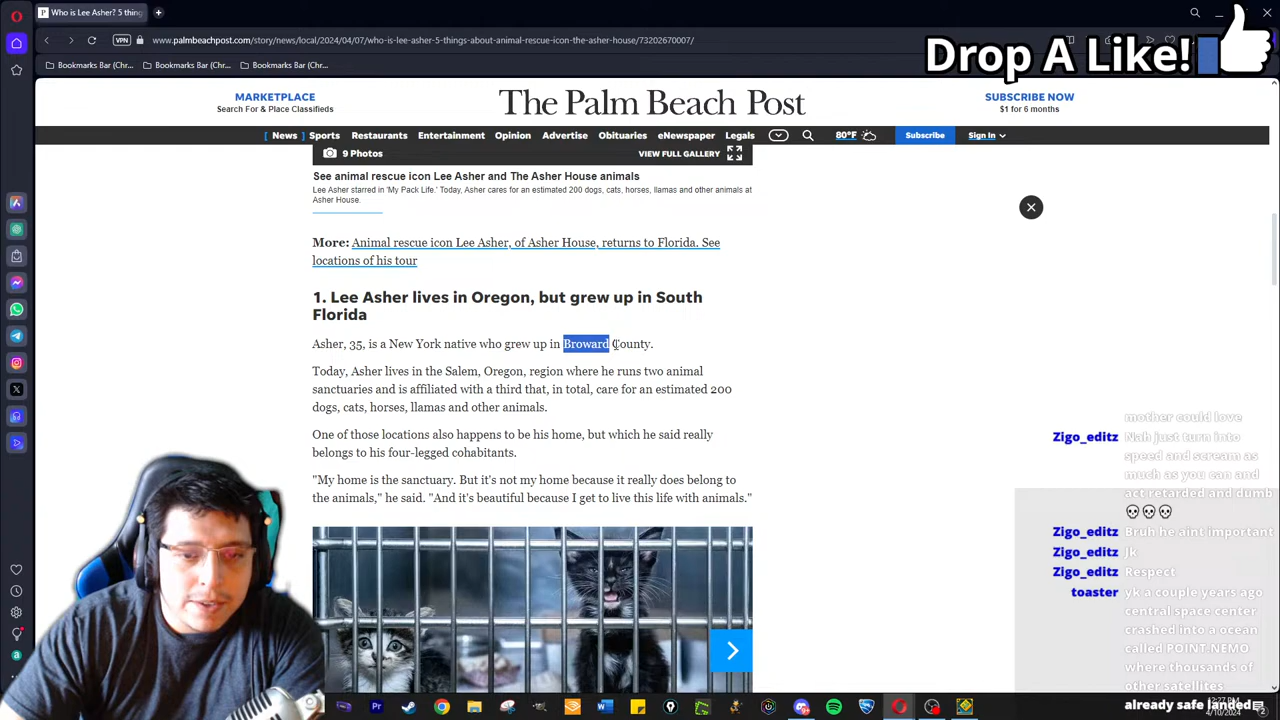 Who is Lee Asher? 5 thing
VPN
www.palmbeachpost.com/story/news/local/2024/04/07/who-is-lee-asher-5-things-about-animal-rescue-icon-the-asher-house/73202670007/
Bookmarks Bar (Chr...
Bookmarks Bar (Chr...
Bookmarks Bar (Chr...
Drop A Like!
MARKETPLACE
Search For & Place Classifieds
The Palm Beach Post
SUBSCRIBE NOW
$1 for 6 months
[ News ] Sports Restaurants Entertainment Opinion Advertise Obituaries eNewspaper Legals 80°F Subscribe Sign In
9 Photos
VIEW FULL GALLERY
See animal rescue icon Lee Asher and The Asher House animals
Lee Asher starred in 'My Pack Life.' Today, Asher cares for an estimated 200 dogs, cats, horses, llamas and other animals at
Asher House.
More: Animal rescue icon Lee Asher, of Asher House, returns to Florida. See
locations of his tour
1. Lee Asher lives in Oregon, but grew up in South
Florida
Asher, 35, is a New York native who grew up in Broward County.
Today, Asher lives in the Salem, Oregon, region where he runs two animal
sanctuaries and is affiliated with a third that, in total, care for an estimated 200
dogs, cats, horses, llamas and other animals.
One of those locations also happens to be his home, but which he said really
belongs to his four-legged cohabitants.
"My home is the sanctuary. But it's not my home because it really does belong to
the animals," he said. "And it's beautiful because I get to live this life with animals."
mother could love
Zigo_editz Nah just turn into
speed and scream as
much as you can and
act retarded and dumb
💀💀💀
Zigo_editz Bruh he aint important
Zigo_editz Jk
Zigo_editz Respect
toaster yk a couple years ago
central space center
crashed into a ocean
called POINT NEMO
where thousands of
other satellites
already safe landed
4/10/2024